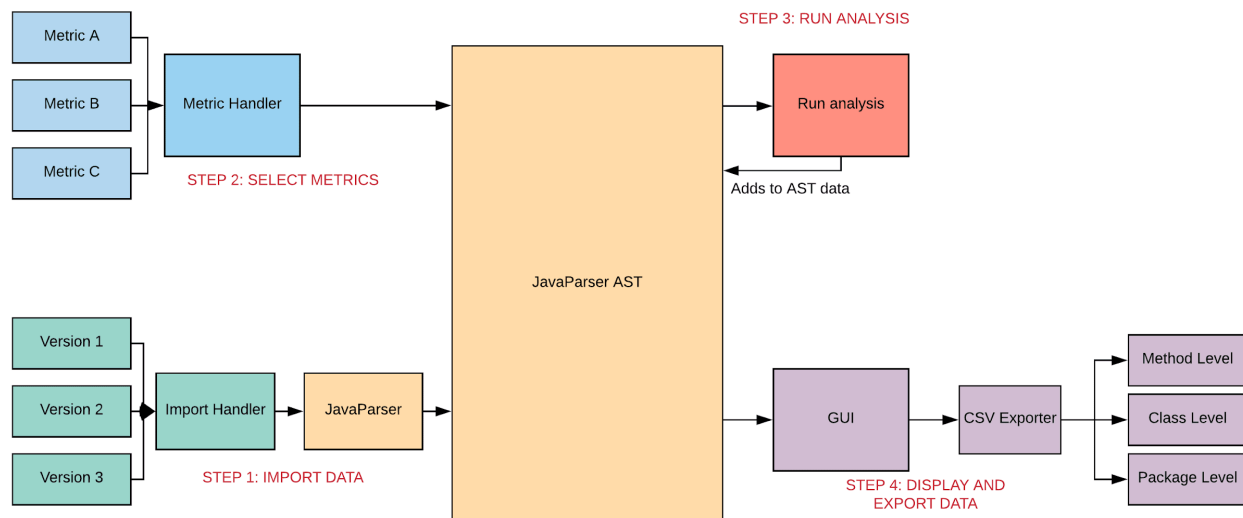 Metric A
Metric B
Metric C
Metric Handler
STEP 2: SELECT METRICS
STEP 3: RUN ANALYSIS
Run analysis
Adds to AST data
JavaParser AST
Version 1
Version 2
Version 3
Import Handler
JavaParser
STEP 1: IMPORT DATA
GUI
CSV Exporter
STEP 4: DISPLAY AND
EXPORT DATA
Method Level
Class Level
Package Level